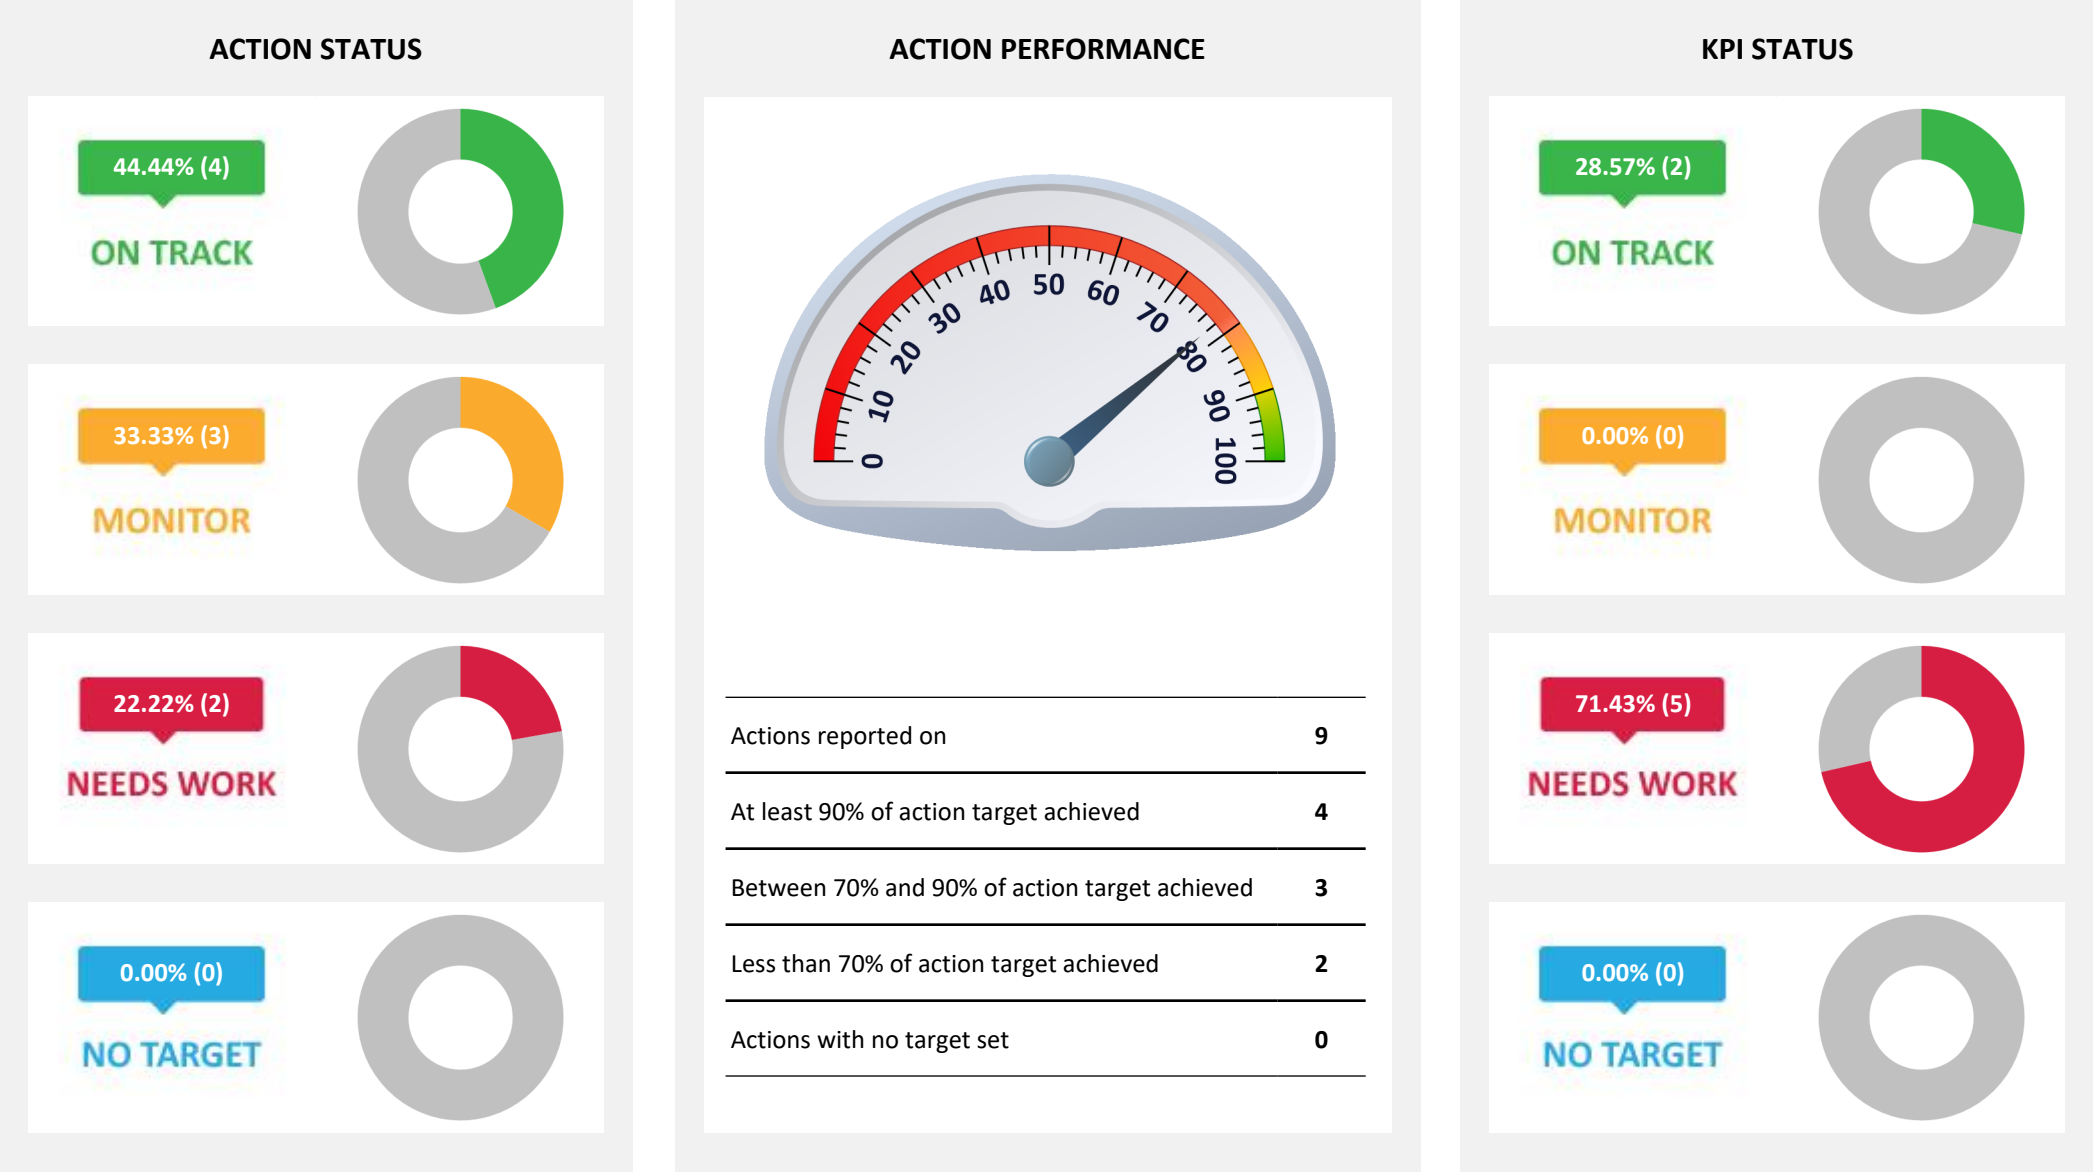 ACTION STATUS
44.44% (4)
ON TRACK
33.33% (3)
MONITOR
22.22% (2)
NEEDS WORK
0.00% (0)
NO TARGET
ACTION PERFORMANCE
0
10
20
30
40
50
60
70
80
90
100
Actions reported on 9
At least 90% of action target achieved 4
Between 70% and 90% of action target achieved 3
Less than 70% of action target achieved 2
Actions with no target set 0
KPI STATUS
28.57% (2)
ON TRACK
0.00% (0)
MONITOR
71.43% (5)
NEEDS WORK
0.00% (0)
NO TARGET